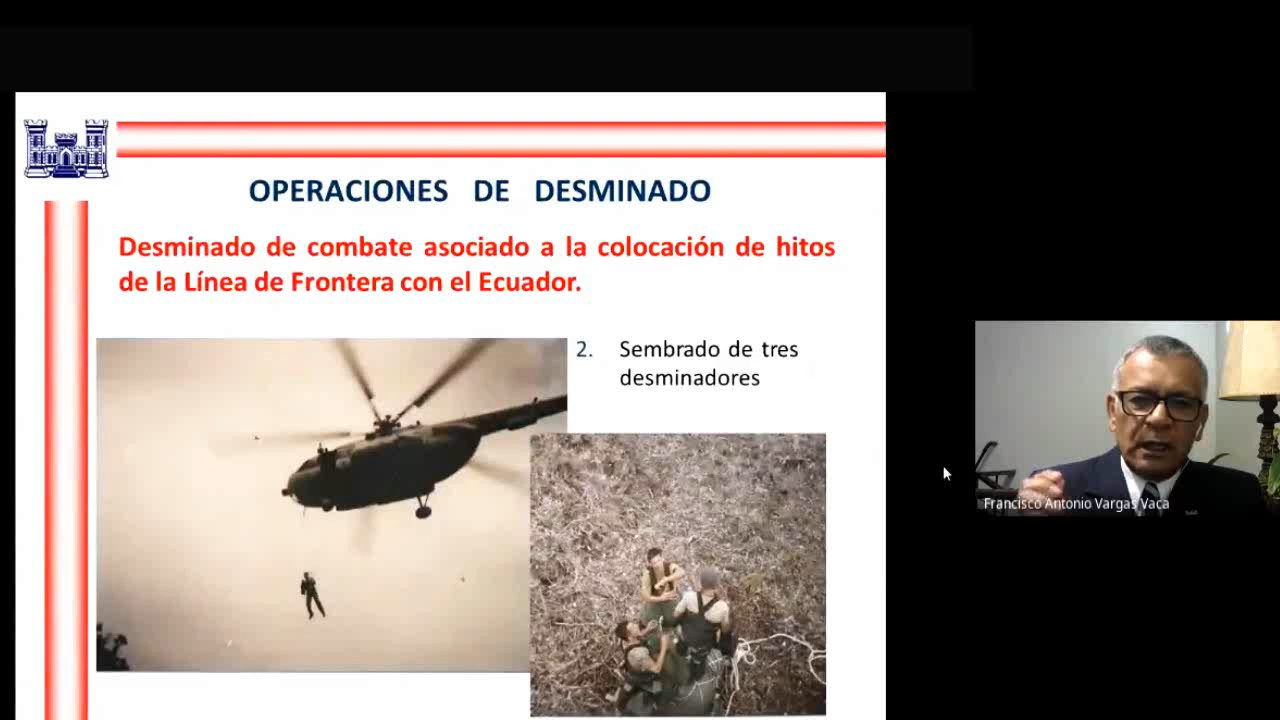 OPERACIONES DE DESMINADO
Desminado de combate asociado a la colocación de hitos
de la Línea de Frontera con el Ecuador.
2. Sembrado de tres
desminadores
Francisco Antonio Vargas Vaca